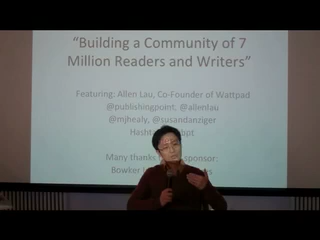 “Building a Community of 7
Million Readers and Writers”
Featuring: Allen Lau, Co-Founder of Wattpad
@publishingpoint, @allenlau
@mjhealy, @susandanziger
Many thanks
sponsor:
Bowker